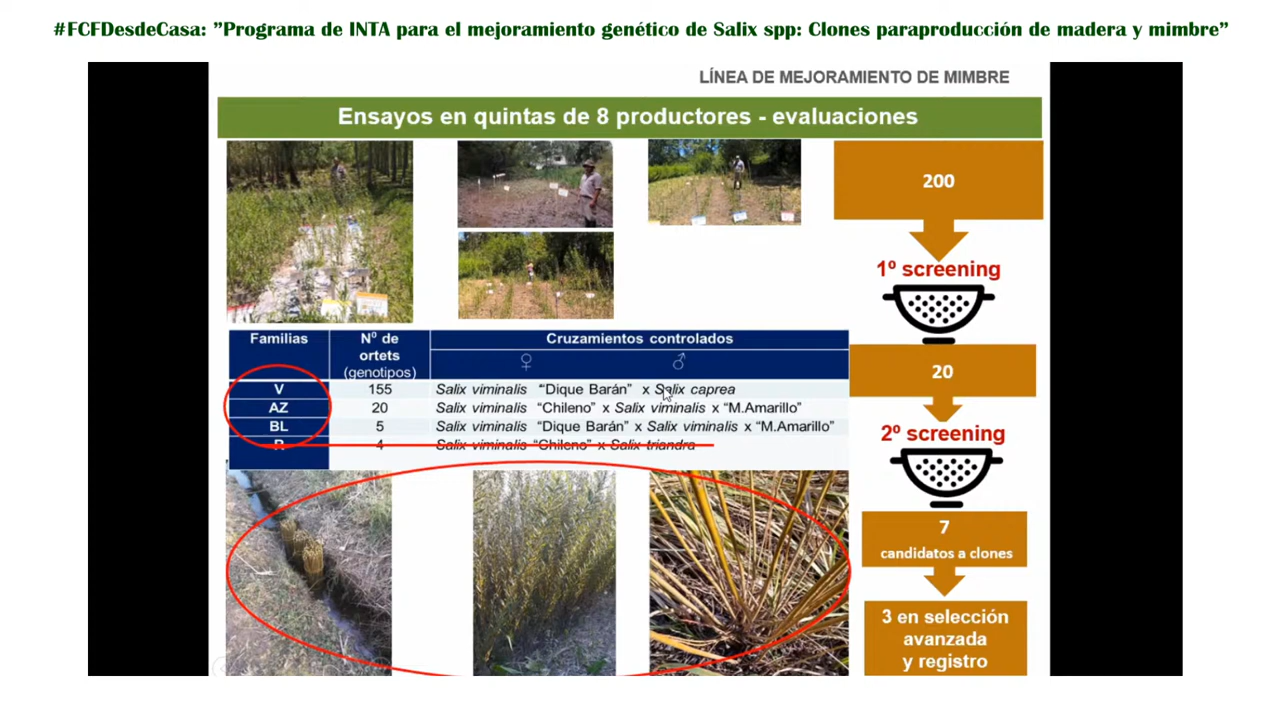 #FCFDesdeCasa: "Programa de INTA para el mejoramiento genético de Salix spp: Clones paraproducción de madera y mimbre"
LÍNEA DE MEJORAMIENTO DE MIMBRE
Ensayos en quintas de 8 productores - evaluaciones
200
1º screening
Familias
Nº de
ortets
(genotipos)
Cruzamientos controlados
♀ ♂
V 155 Salix viminalis "Dique Barán" x Salix caprea
AZ 20 Salix viminalis "Chileno" x Salix viminalis x "M.Amarillo"
BL 5 Salix viminalis "Dique Barán" x Salix viminalis x "M.Amarillo"
R 4 Salix viminalis "Chileno" x Salix triandra
20
2º screening
7
candidatos a clones
3 en selección
avanzada
y registro